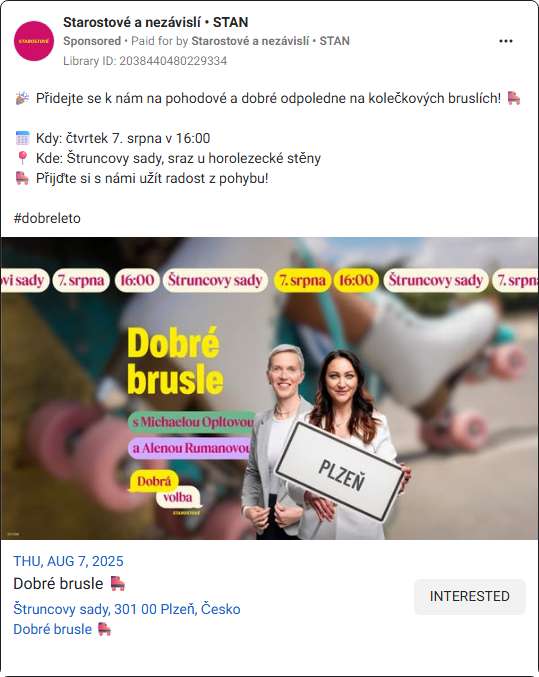 Starostové a nezávislí • STAN
Sponsored • Paid for by Starostové a nezávislí • STAN
Library ID: 2038440480229334
STAROSTOVÉ
🎉 Přidejte se k nám na pohodové a dobré odpoledne na kolečkových bruslích! 🛼
🗓️ Kdy: čtvrtek 7. srpna v 16:00
📍 Kde: Štruncovy sady, sraz u horolezecké stěny
🛼 Přijďte si s námi užít radost z pohybu!
#dobreleto
vi sady 7. srpna 16:00 Štruncovy sady 7. srpna 16:00 Štruncovy sady 7. srpn
Dobré
brusle
s Michaelou Opltovou
a Alenou Rumanovou
PLZEŇ
Dobrá
volba
STAROSTOVÉ
THU, AUG 7, 2025
Dobré brusle 🛼
Štruncovy sady, 301 00 Plzeň, Česko
Dobré brusle 🛼
INTERESTED